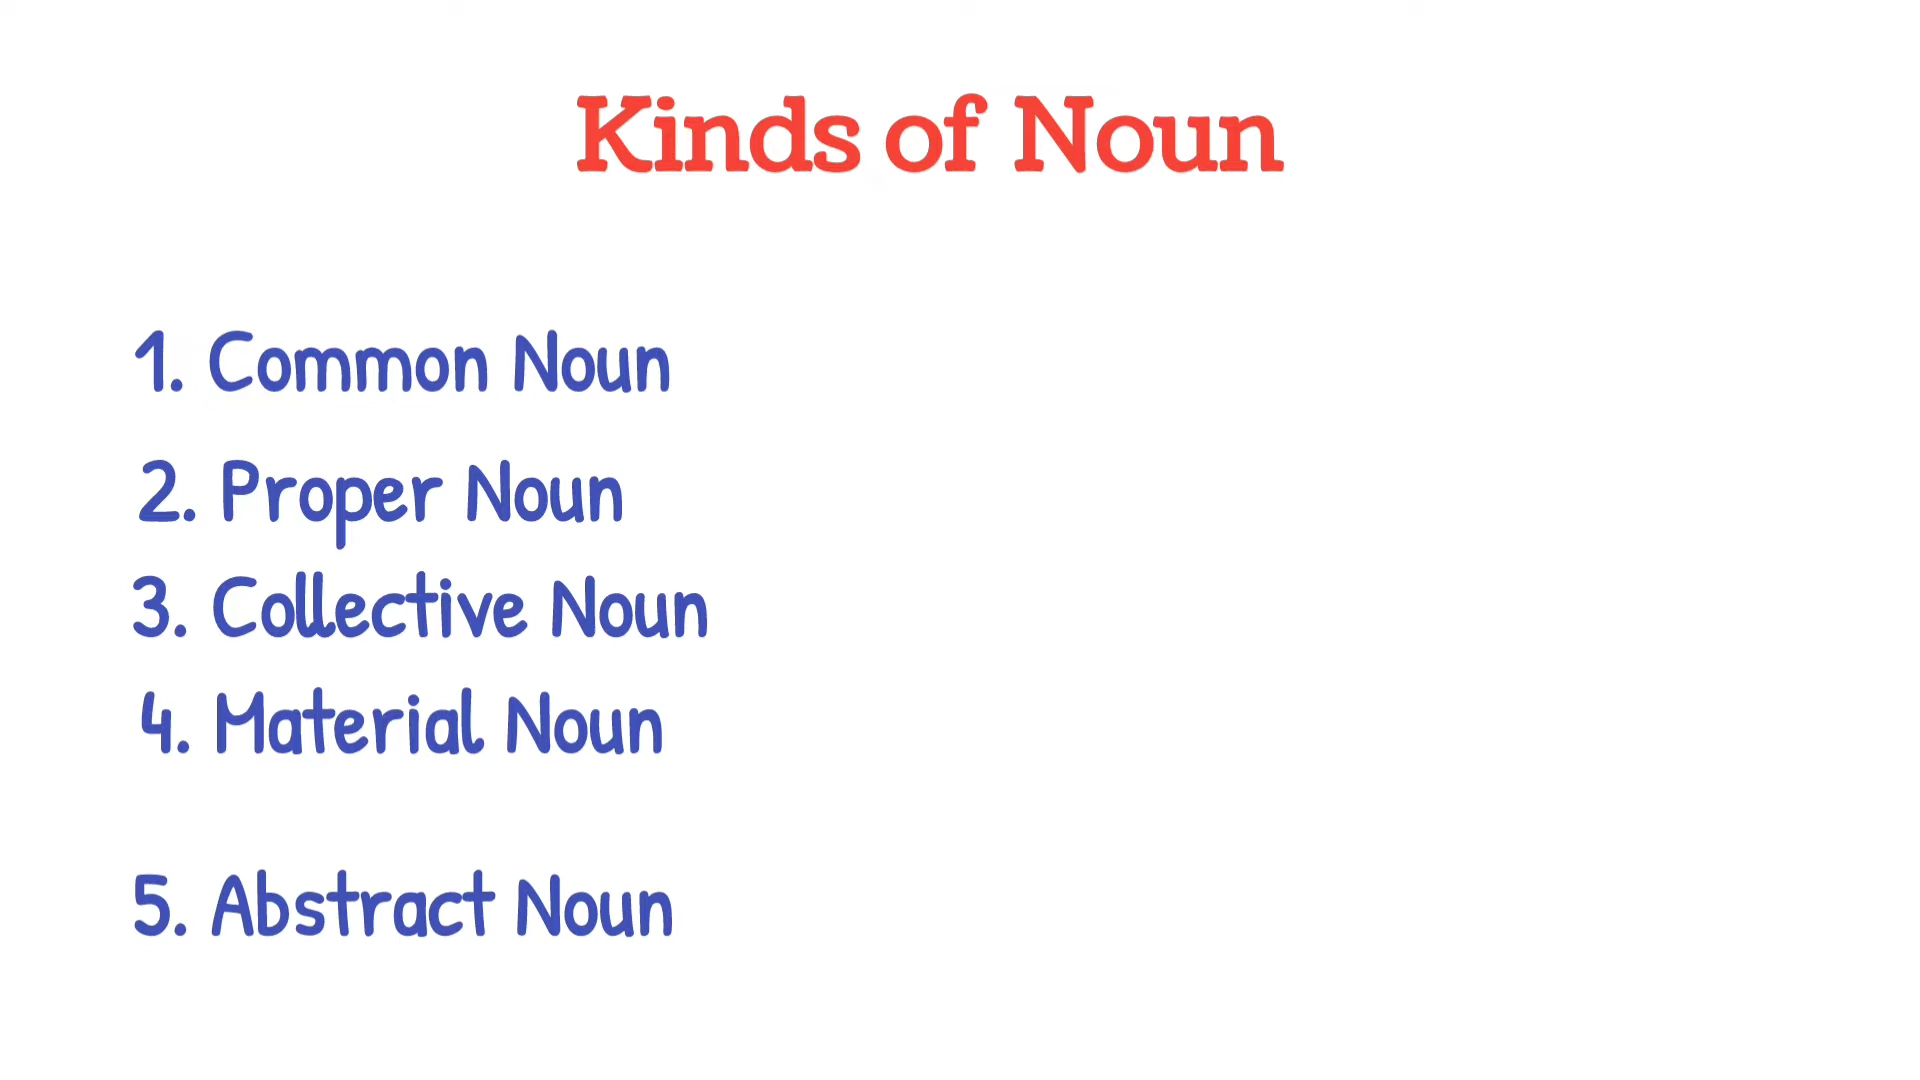 Kinds of Noun
1. Common Noun
2. Proper Noun
3. Collective Noun
4. Material Noun
5. Abstract Noun